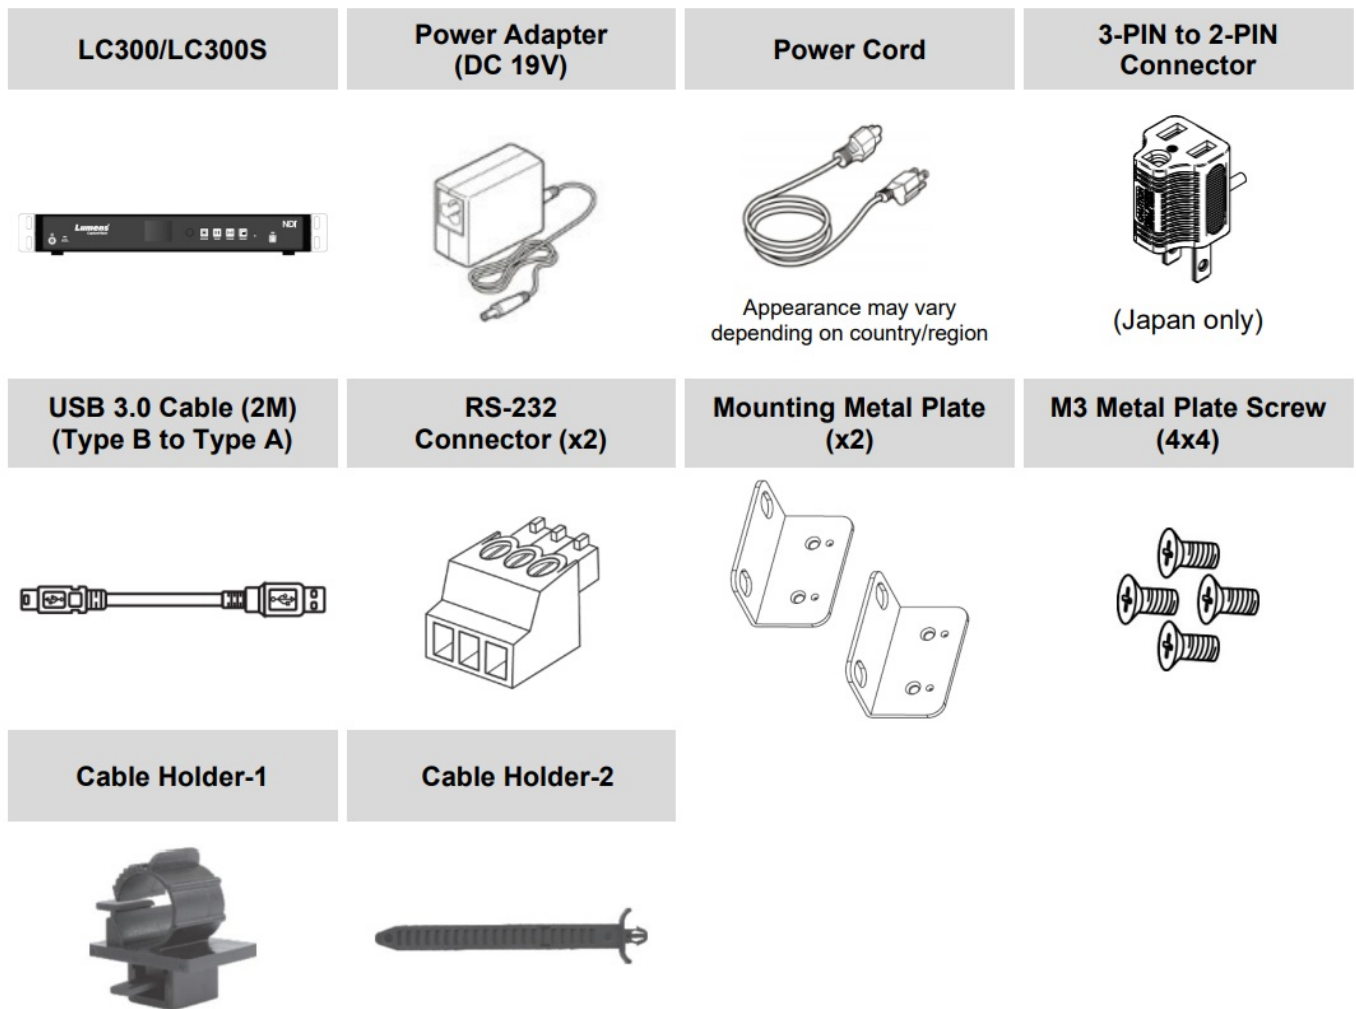 LC300/LC300S
Power Adapter
(DC 19V)
Power Cord
3-PIN to 2-PIN
Connector
Lumens
NDI
Appearance may vary
depending on country/region
(Japan only)
USB 3.0 Cable (2M)
(Type B to Type A)
RS-232
Connector (x2)
Mounting Metal Plate
(x2)
M3 Metal Plate Screw
(4x4)
Cable Holder-1
Cable Holder-2